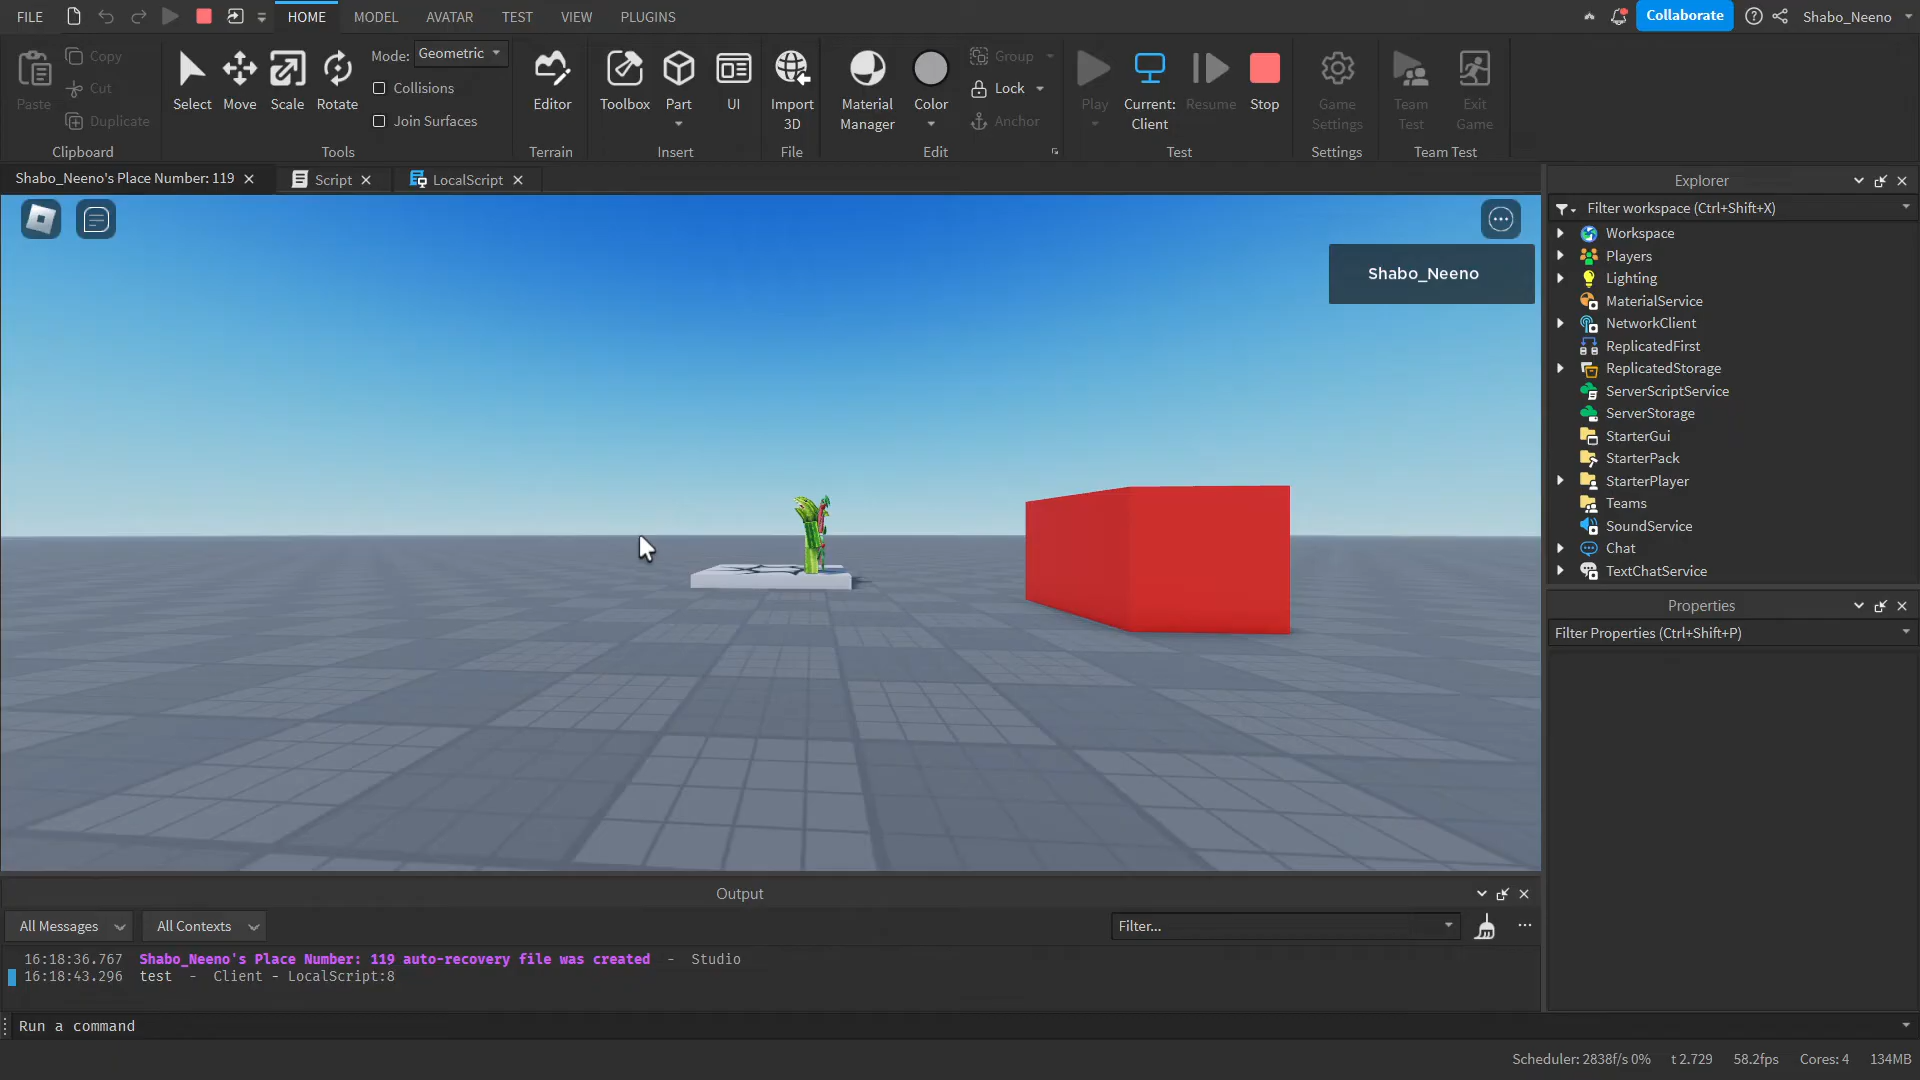 FILE HOME MODEL AVATAR TEST VIEW PLUGINS Collaborate Shabo_Neeno
Paste Copy Cut Duplicate
Select Move Scale Rotate
Mode: Geometric
Collisions
Join Surfaces
Editor
Toolbox Part UI
Import 3D
Material Manager
Color
Group
Lock
Anchor
Play Current: Client Resume Stop
Game Settings
Team Test
Exit Game
Clipboard Tools Terrain Insert File Edit Test Settings Team Test
Shabo_Neeno's Place Number: 119 Script LocalScript
Shabo_Neeno
Explorer
Filter workspace (Ctrl+Shift+X)
Workspace
Players
Lighting
MaterialService
NetworkClient
ReplicatedFirst
ReplicatedStorage
ServerScriptService
ServerStorage
StarterGui
StarterPack
StarterPlayer
Teams
SoundService
Chat
TextChatService
Properties
Filter Properties (Ctrl+Shift+P)
Output
All Messages All Contexts Filter...
16:18:36.767 Shabo_Neeno's Place Number: 119 auto-recovery file was created - Studio
16:18:43.296 test - Client - LocalScript:8
Run a command
Scheduler: 2838f/s 0% t 2.729 58.2fps Cores: 4 134MB